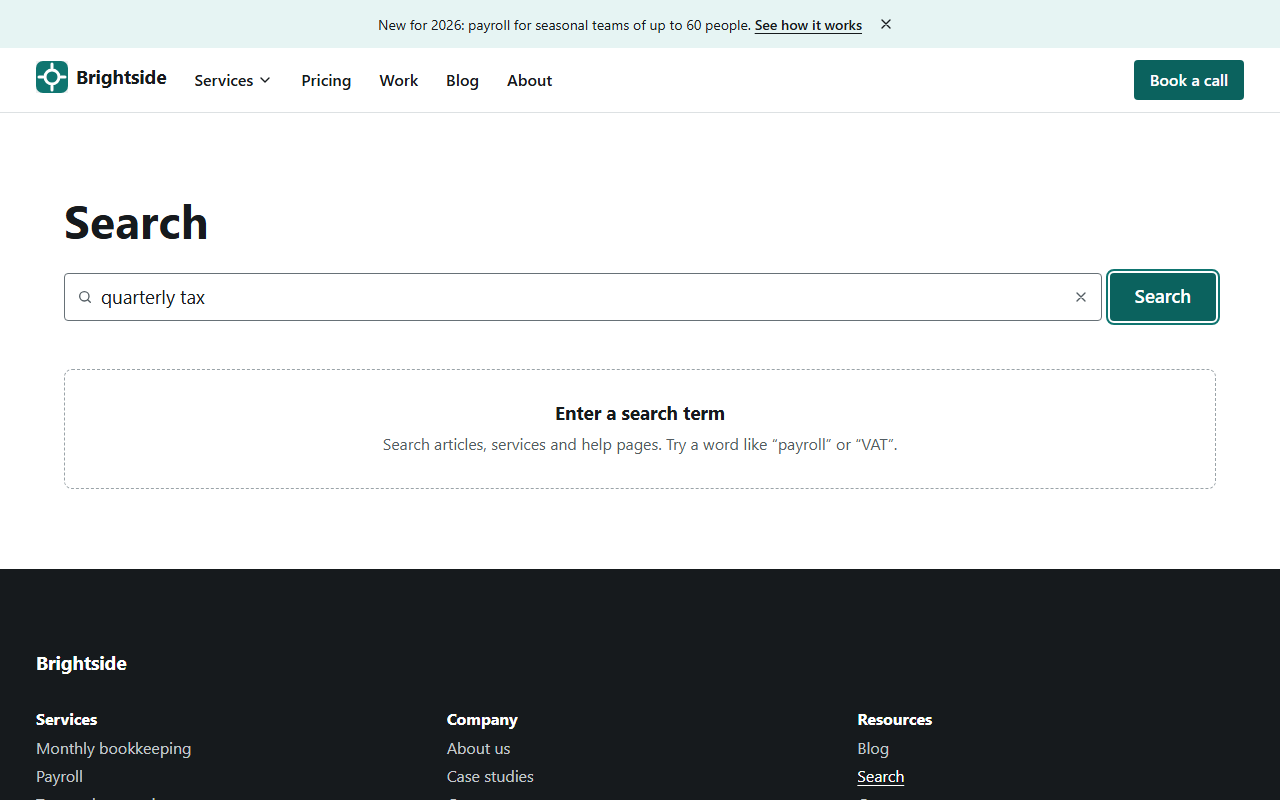 New for 2026: payroll for seasonal teams of up to 60 people. See how it works
Brightside
Services
Pricing
Work
Blog
About
Book a call
Search
quarterly tax
Search
Enter a search term
Search articles, services and help pages. Try a word like “payroll” or “VAT”.
Brightside
Services
Company
Resources
Monthly bookkeeping
About us
Blog
Payroll
Case studies
Search